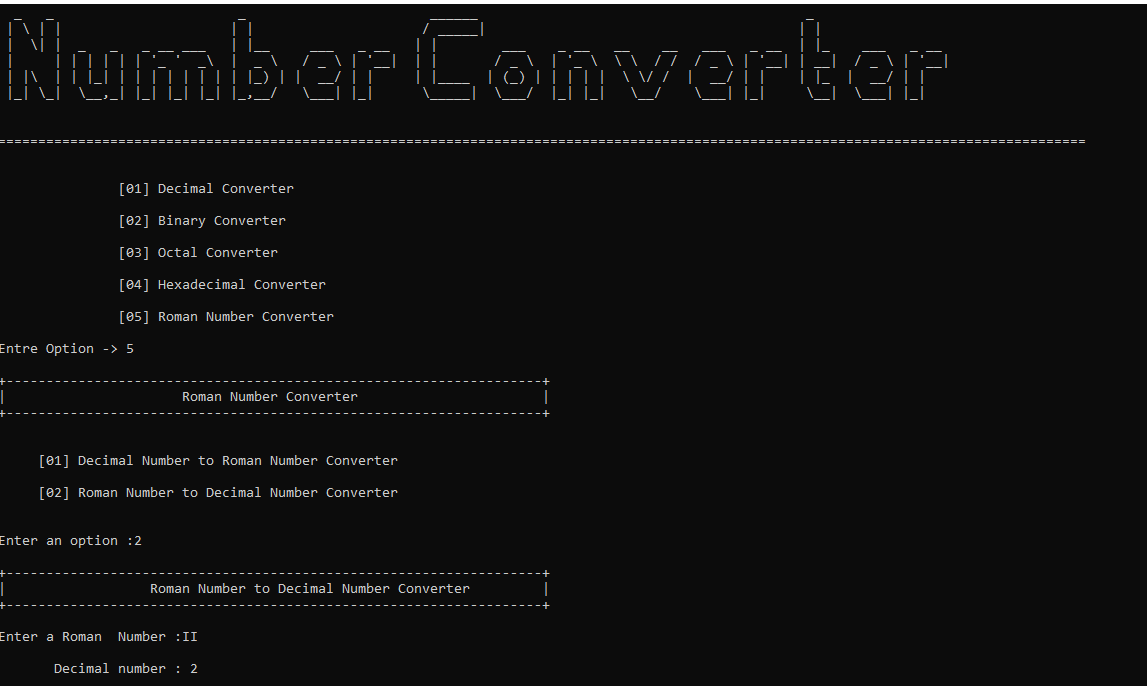 Number Converter
=========================================================================================================================================
[01] Decimal Converter
[02] Binary Converter
[03] Octal Converter
[04] Hexadecimal Converter
[05] Roman Number Converter
Entre Option -> 5
+-------------------------------------------------------------------+
| Roman Number Converter |
+-------------------------------------------------------------------+
[01] Decimal Number to Roman Number Converter
[02] Roman Number to Decimal Number Converter
Enter an option :2
+-------------------------------------------------------------------+
| Roman Number to Decimal Number Converter |
+-------------------------------------------------------------------+
Enter a Roman  Number :II
Decimal number : 2